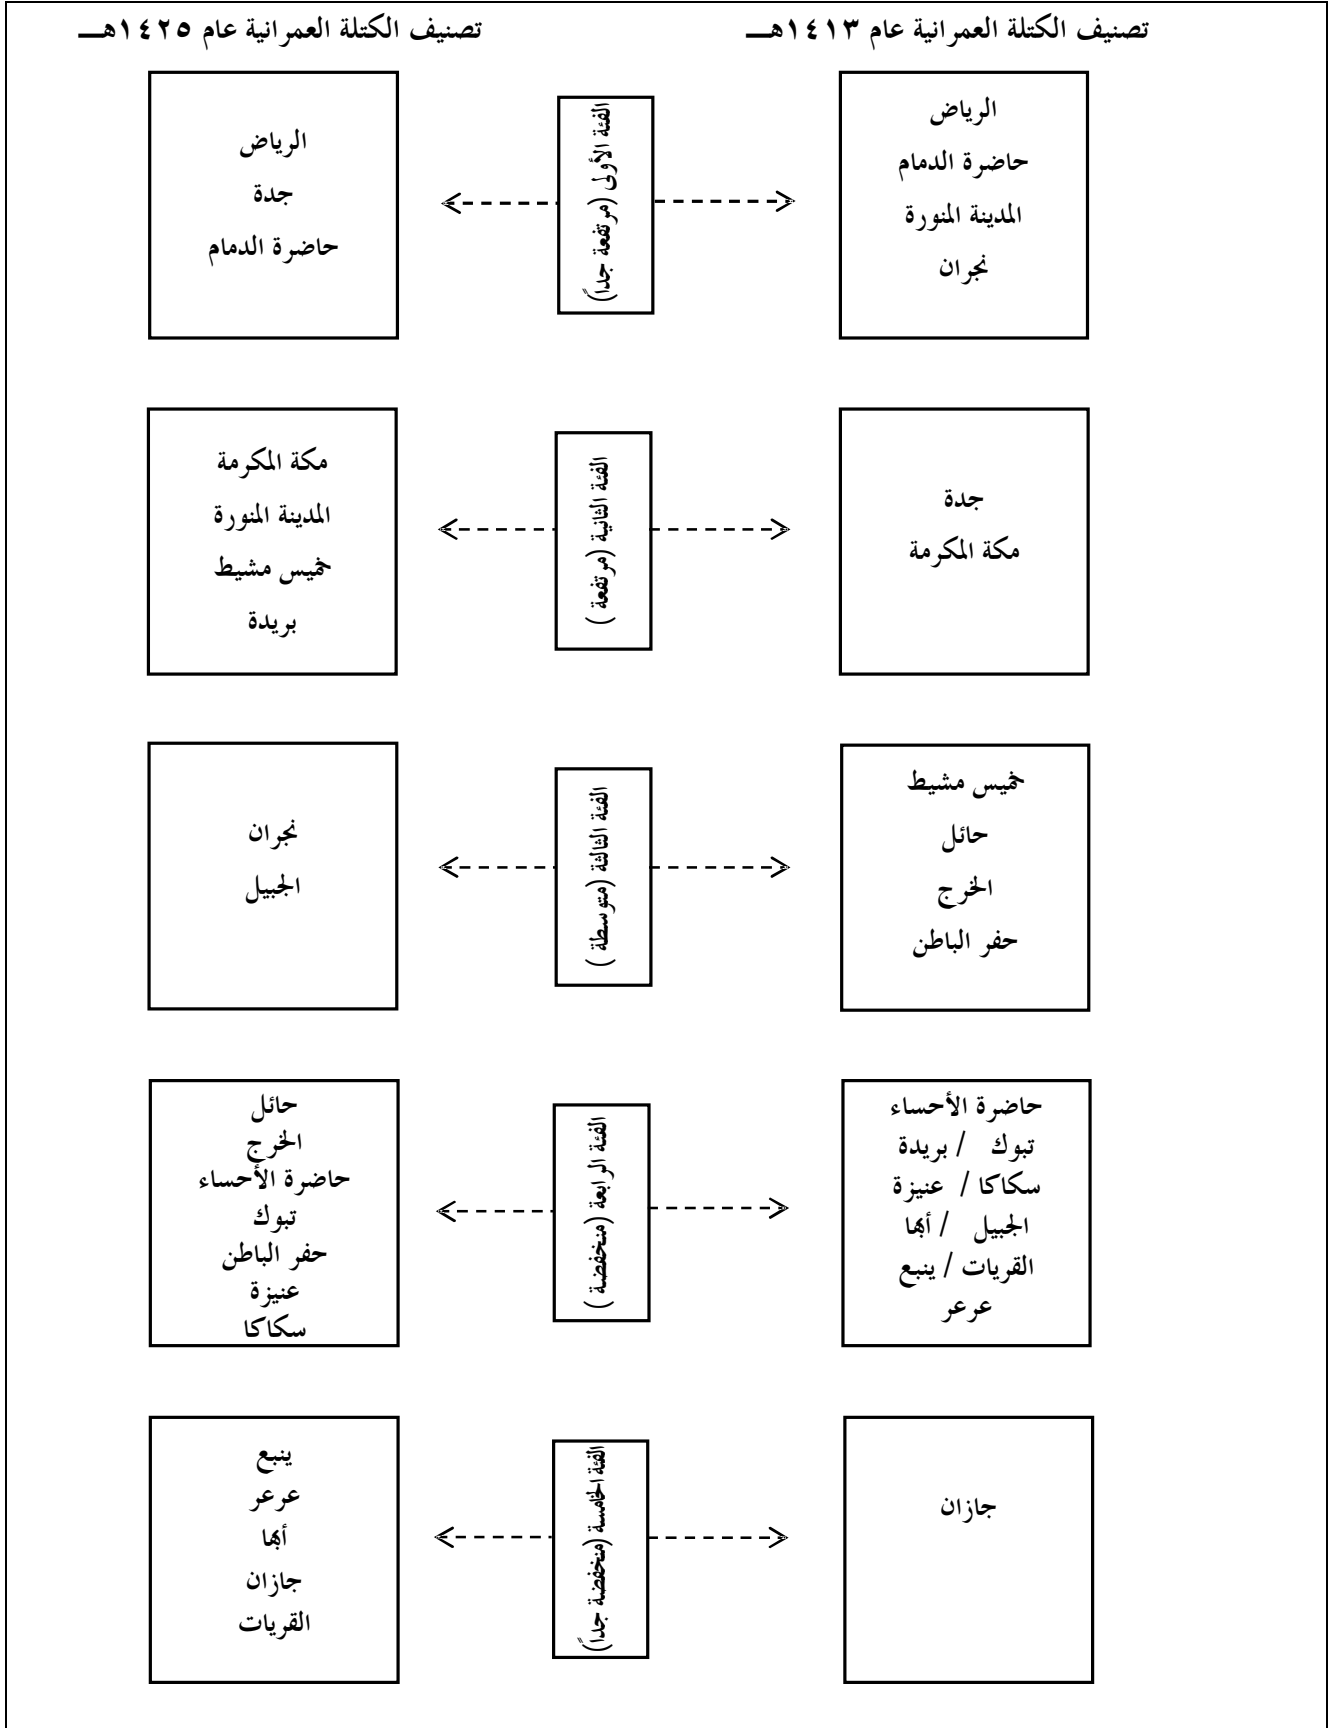 تصنيف الكتلة العمرانية عام ١٤١٣هـ
تصنيف الكتلة العمرانية عام ١٤٢٥هـ
الرياض
حاضرة الدمام
المدينة المنورة
نجران
الفئة الأولى (مرتفعة جداً)
الرياض
جدة
حاضرة الدمام
جدة
مكة المكرمة
الفئة الثانية (مرتفعة )
مكة المكرمة
المدينة المنورة
خميس مشيط
بريدة
خميس مشيط
حائل
الخرج
حفر الباطن
الفئة الثالثة (متوسطة )
نجران
الجبيل
حاضرة الأحساء
تبوك / بريدة
سكاكا / عنيزة
الجبيل / أبها
القريات / ينبع
عرعر
الفئة الرابعة (منخفضة )
حائل
الخرج
حاضرة الأحساء
تبوك
حفر الباطن
عنيزة
سكاكا
جازان
الفئة الخامسة (منخفضة جداً)
ينبع
عرعر
أبها
جازان
القريات